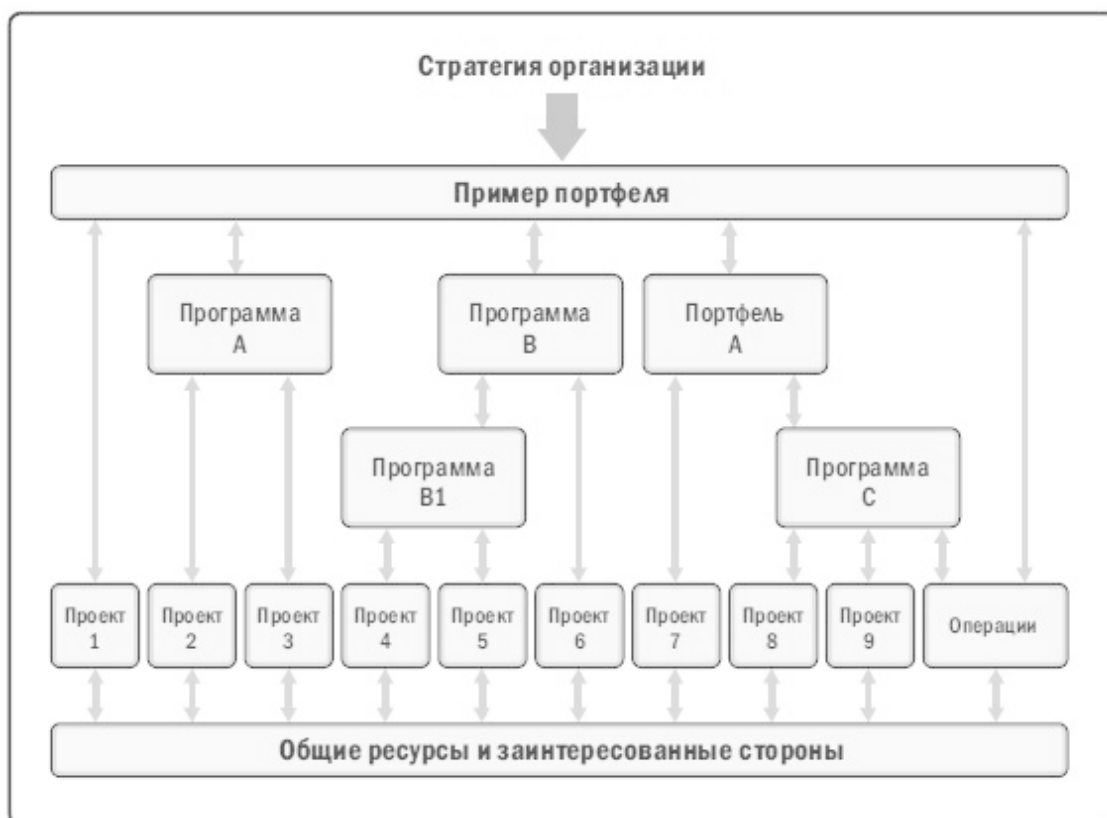 Стратегия организации
Пример портфеля
Программа
A
Программа
B
Портфель
A
Программа
B1
Программа
C
Проект
1
Проект
2
Проект
3
Проект
4
Проект
5
Проект
6
Проект
7
Проект
8
Проект
9
Операции
Общие ресурсы и заинтересованные стороны